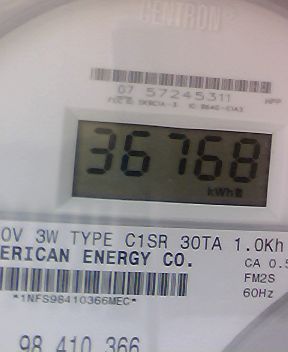 CENTRON
07 57245311
36768
kWh
0V 3W TYPE C1SR 30TA 1.0Kh
ERICAN ENERGY CO.
CA 0.5
FM2S
*1NFS98410366MEC*
60Hz
98 410 366